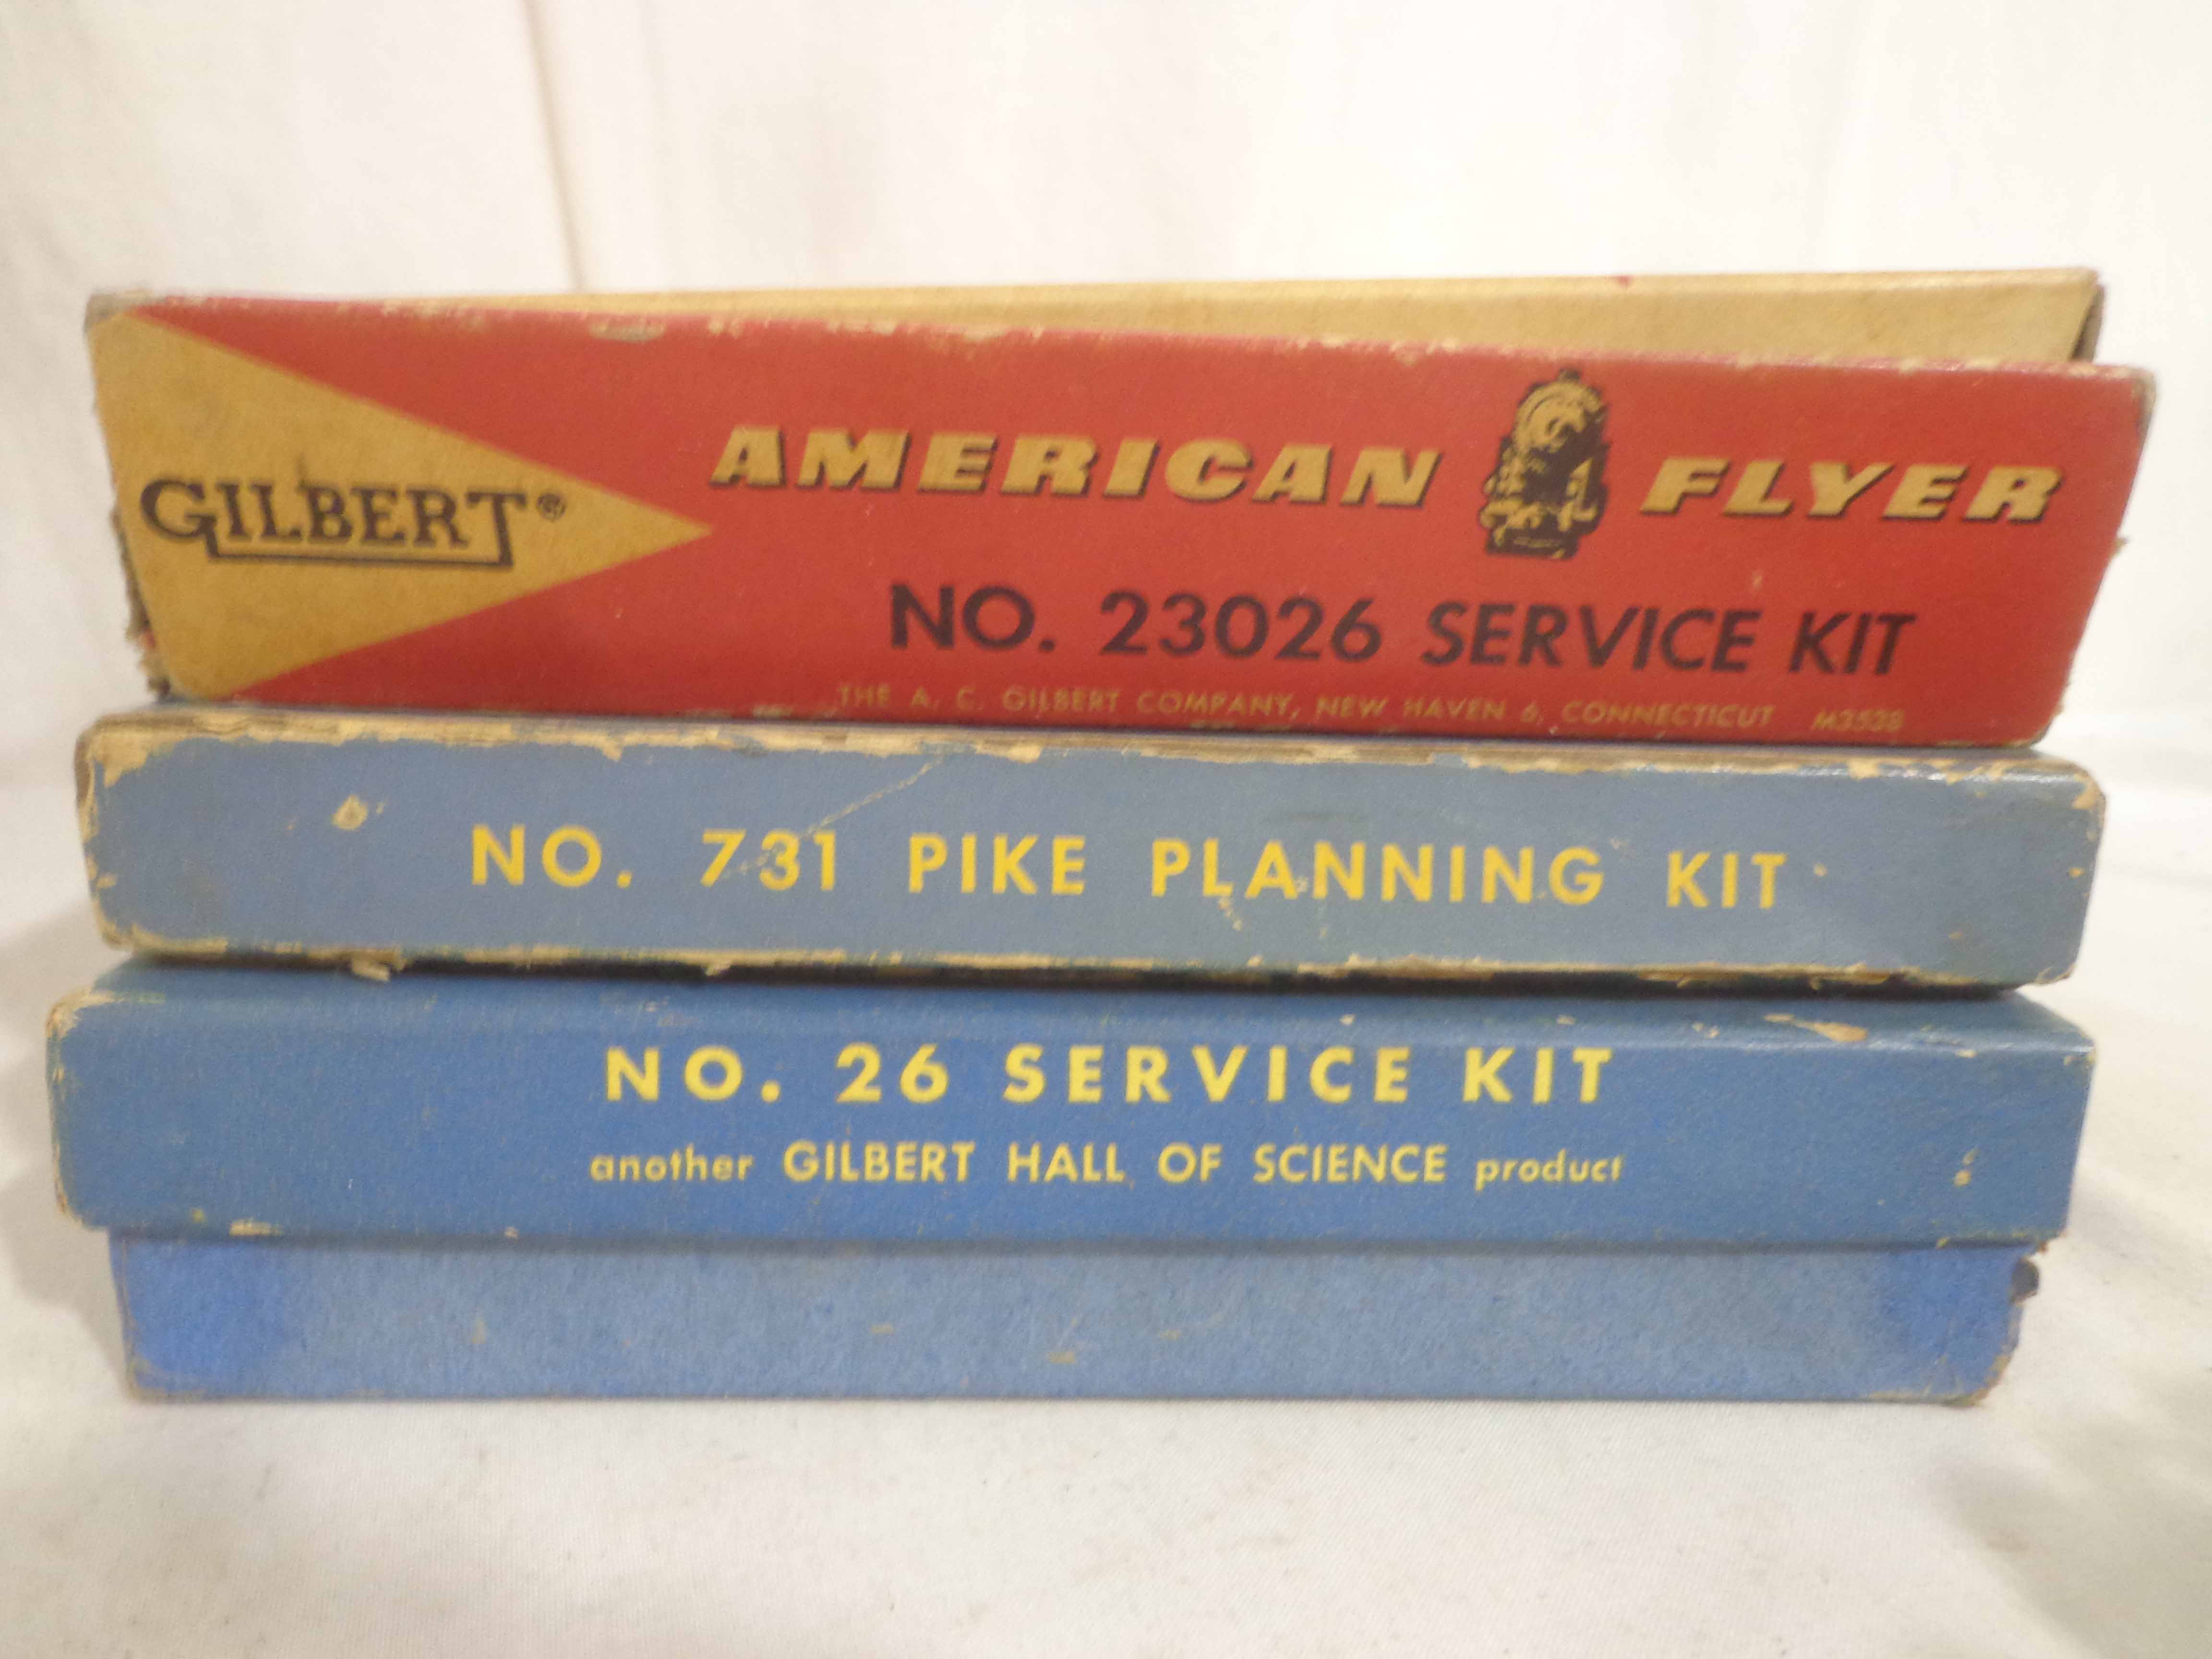 GILBERT®
AMERICAN FLYER
NO. 23026 SERVICE KIT
THE A. C. GILBERT COMPANY, NEW HAVEN 6, CONNECTICUT M3538
NO. 731 PIKE PLANNING KIT
NO. 26 SERVICE KIT
another GILBERT HALL OF SCIENCE product